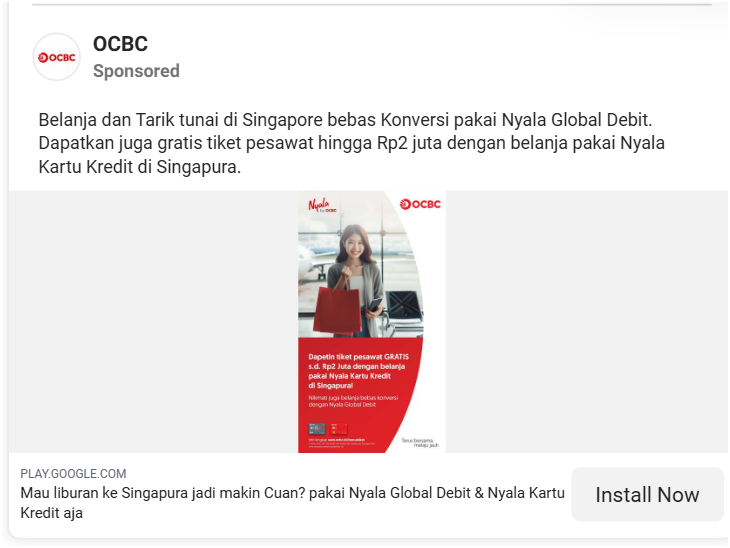 OCBC
OCBC
Sponsored
Belanja dan Tarik tunai di Singapore bebas Konversi pakai Nyala Global Debit.
Dapatkan juga gratis tiket pesawat hingga Rp2 juta dengan belanja pakai Nyala
Kartu Kredit di Singapura.
Nyala
by OCBC
OCBC
Dapetin tiket pesawat GRATIS
s.d. Rp2 Juta dengan belanja
pakai Nyala Kartu Kredit
di Singapura!
Nikmati juga belanja bebas konversi
dengan Nyala Global Debit
Terus bersama,
melaju jauh
PLAY.GOOGLE.COM
Mau liburan ke Singapura jadi makin Cuan? pakai Nyala Global Debit & Nyala Kartu
Kredit aja
Install Now